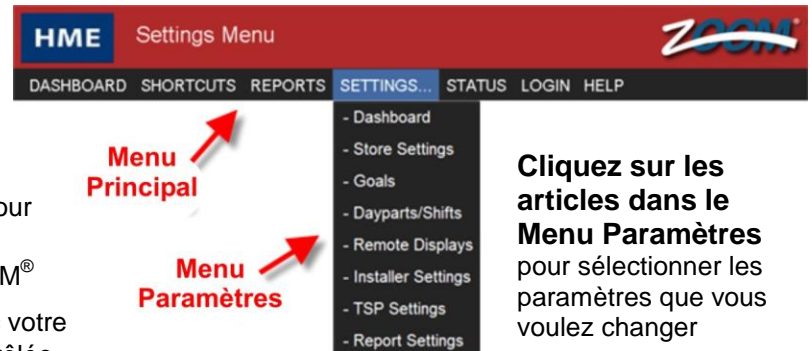 HME Settings Menu ZOOM
DASHBOARD SHORTCUTS REPORTS SETTINGS... STATUS LOGIN HELP
- Dashboard
- Store Settings
- Goals
- Dayparts/Shifts
- Remote Displays
- Installer Settings
- TSP Settings
- Report Settings
Menu
Principal
Menu
Paramètres
Cliquez sur les
articles dans le
Menu Paramètres
pour sélectionner les
paramètres que vous
voulez changer
M®
votre